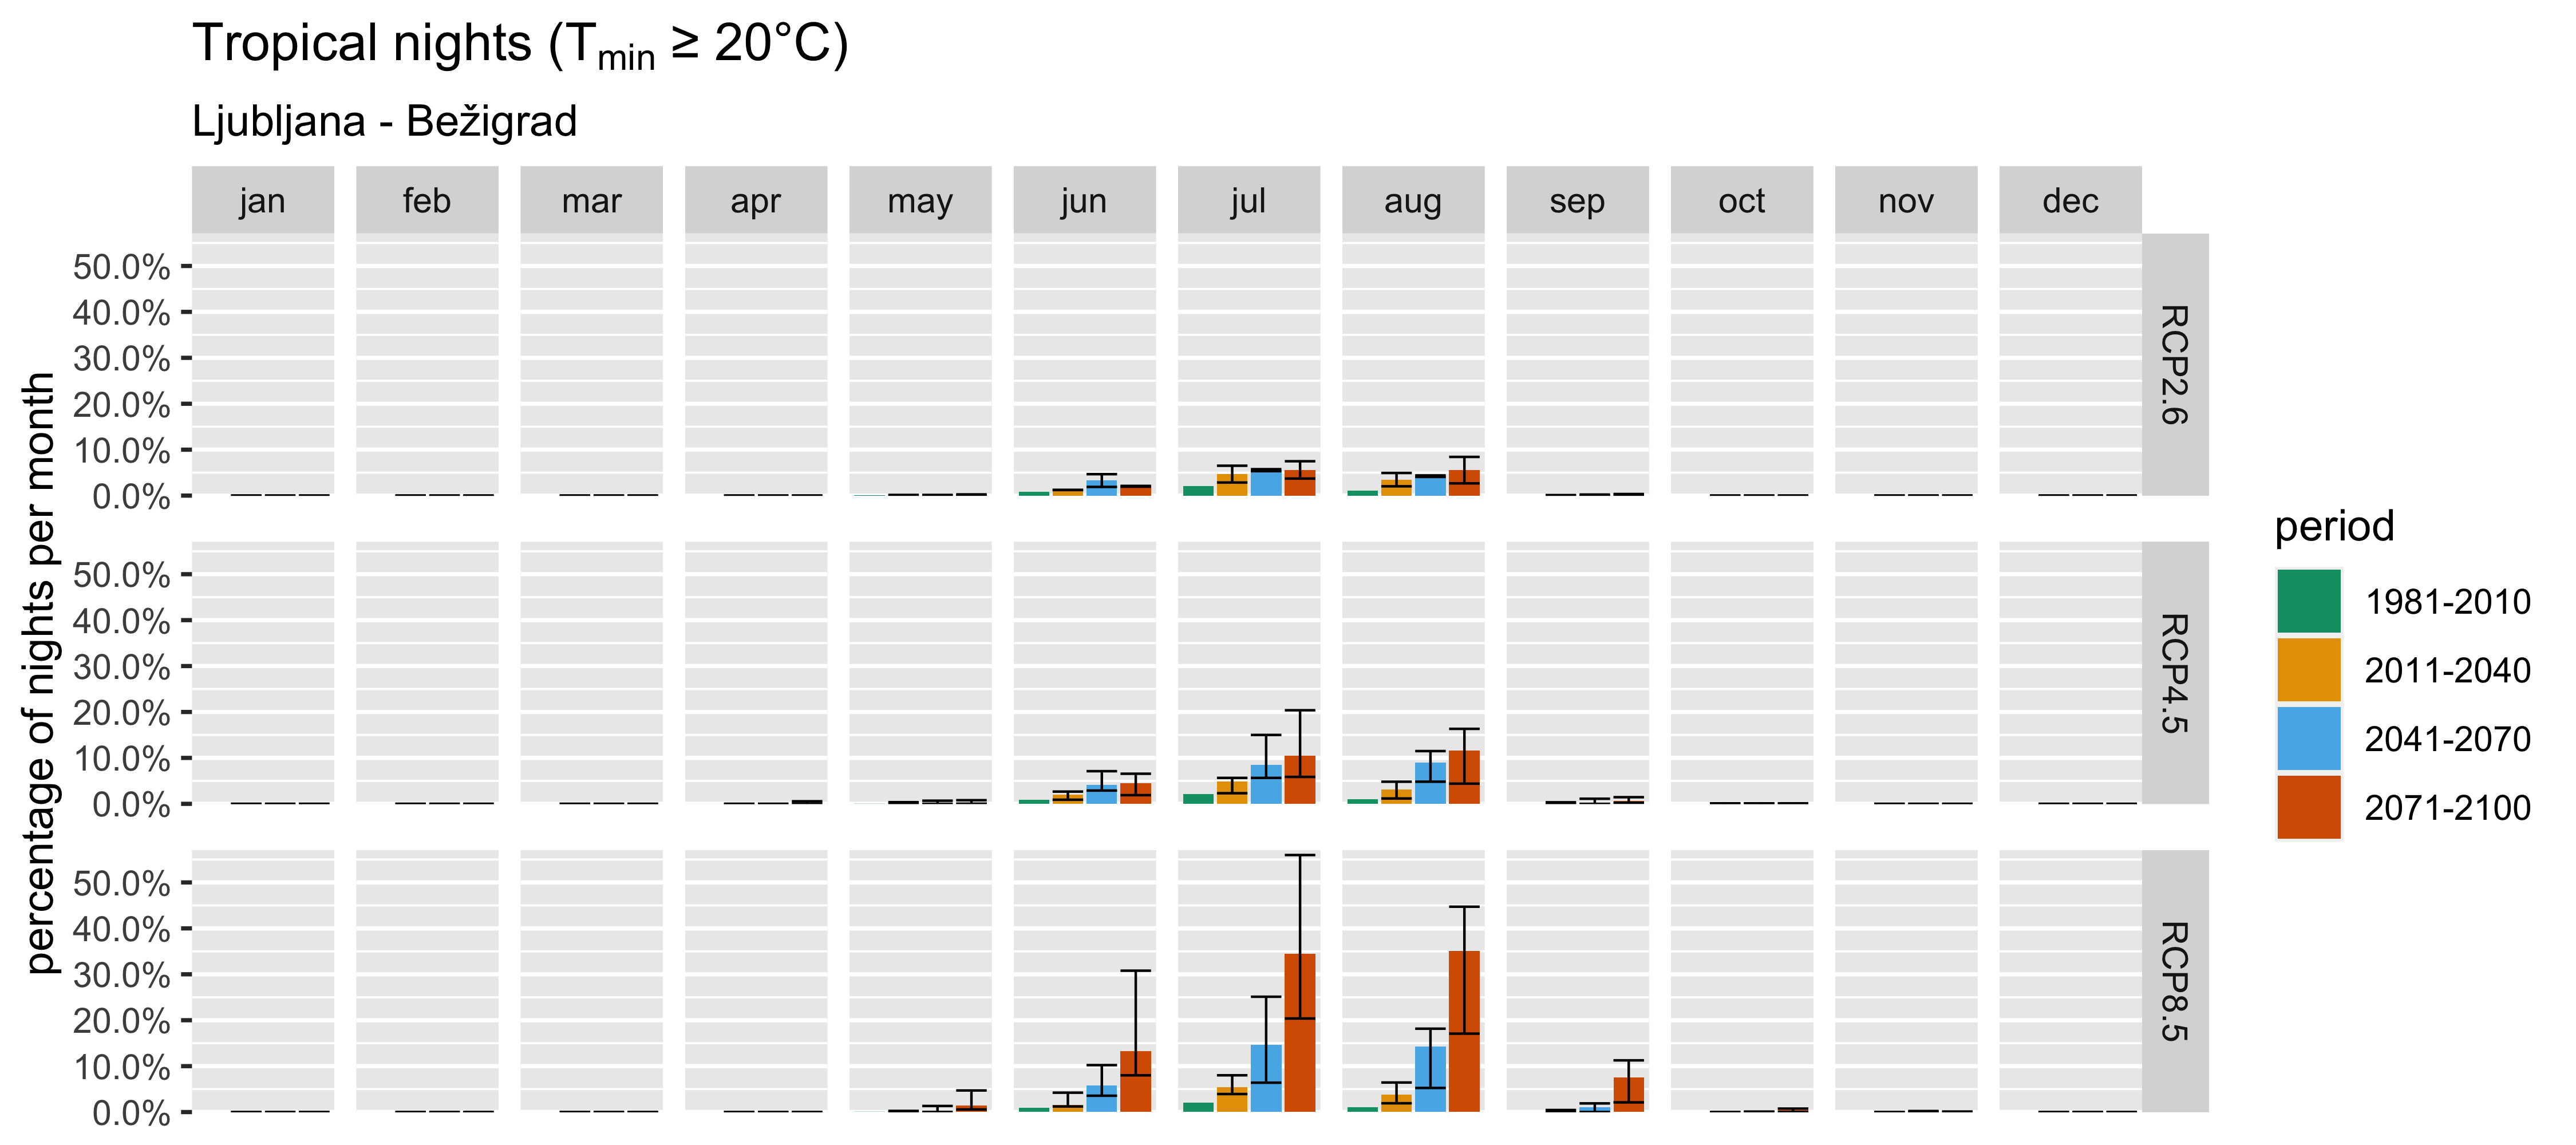 Tropical nights (Tmin ≥ 20°C)
Ljubljana - Bežigrad
jan feb mar apr may jun jul aug sep oct nov dec
percentage of nights per month
50.0%
40.0%
30.0%
20.0%
10.0%
0.0%
RCP2.6
50.0%
40.0%
30.0%
20.0%
10.0%
0.0%
RCP4.5
50.0%
40.0%
30.0%
20.0%
10.0%
0.0%
RCP8.5
period
1981-2010
2011-2040
2041-2070
2071-2100